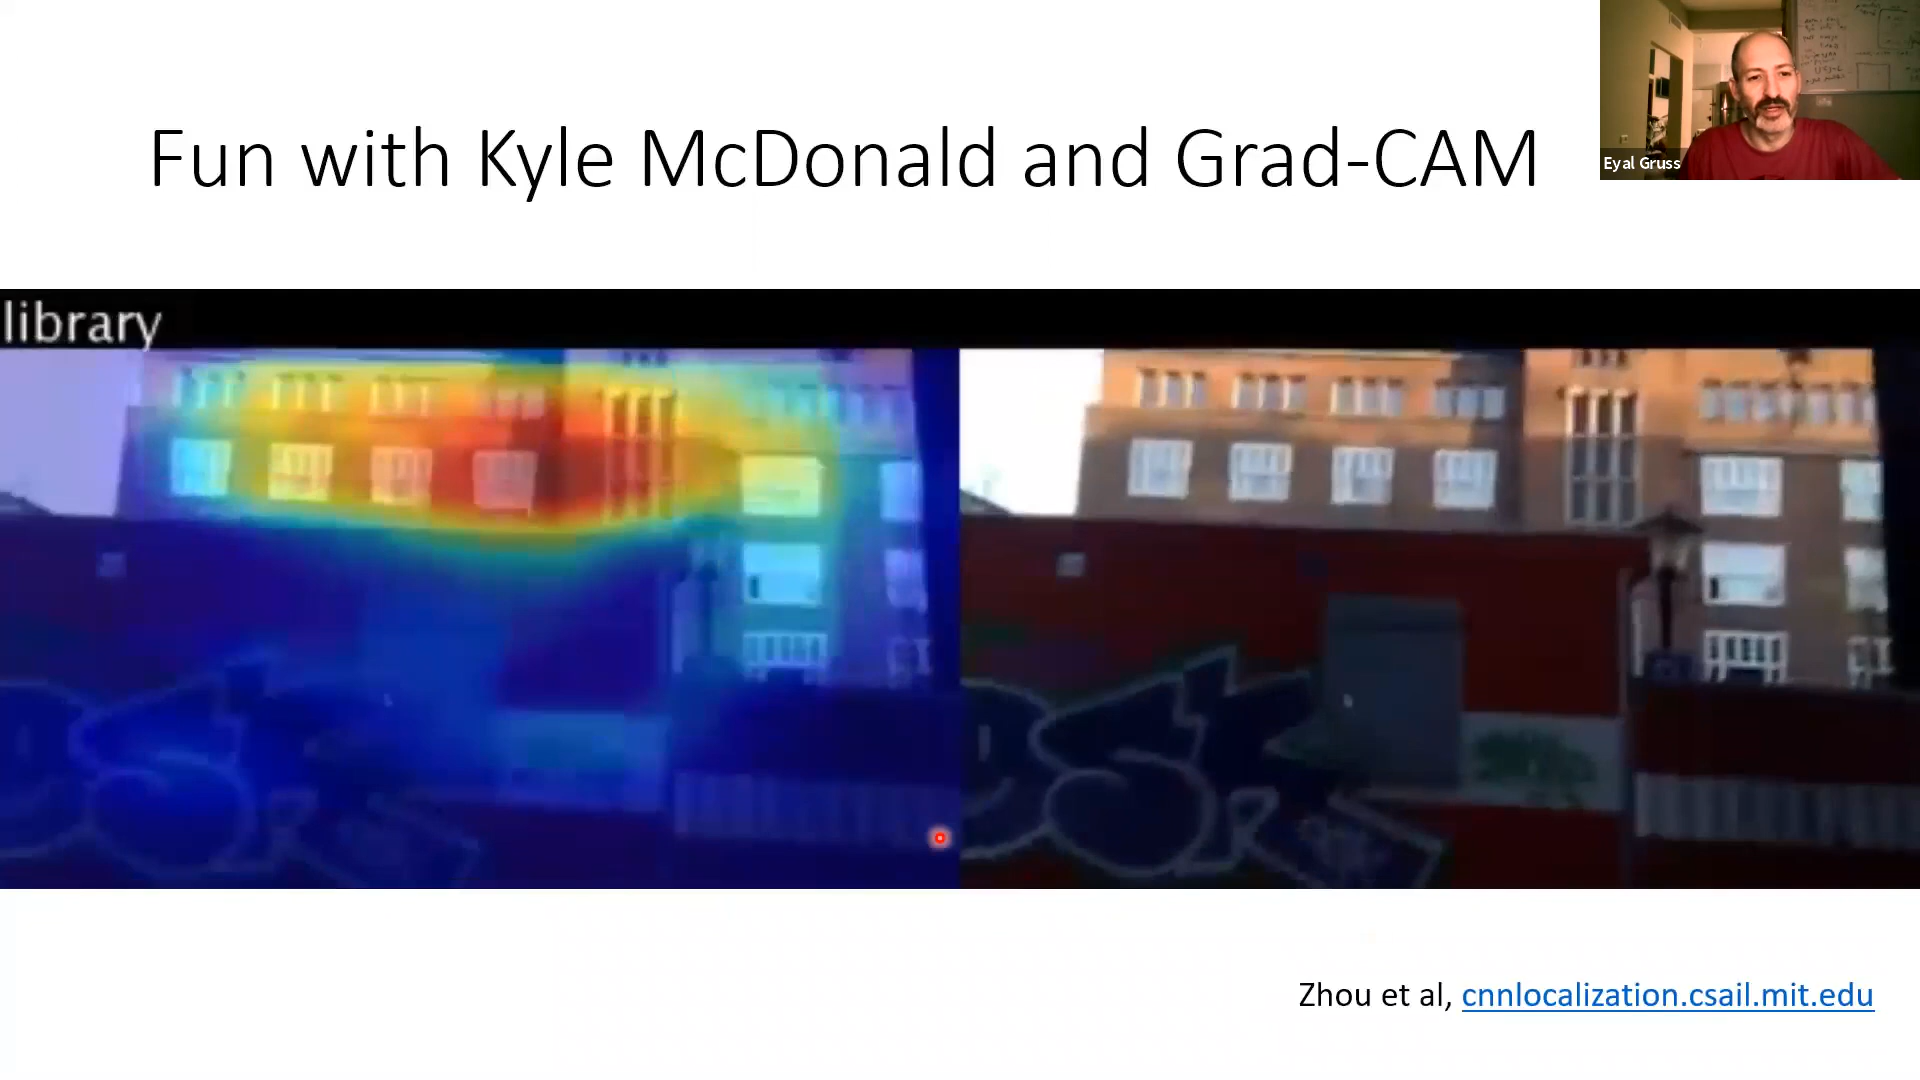 Fun with Kyle McDonald and Grad-CAM
Eyal Gruss
library
Zhou et al, cnnlocalization.csail.mit.edu